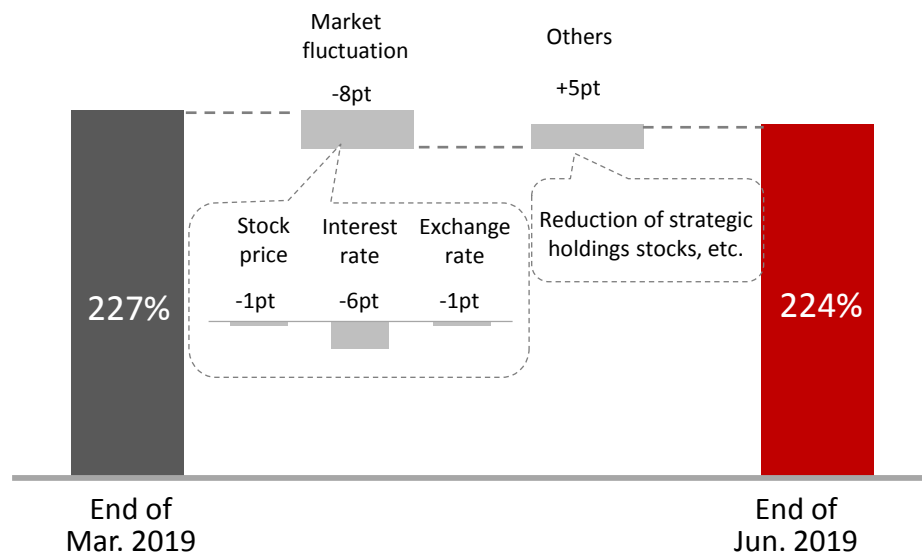 Market
fluctuation
-8pt
Others
+5pt
Stock
price
Interest
rate
Exchange
rate
-1pt
-6pt
-1pt
Reduction of strategic
holdings stocks, etc.
227%
224%
End of
Mar. 2019
End of
Jun. 2019